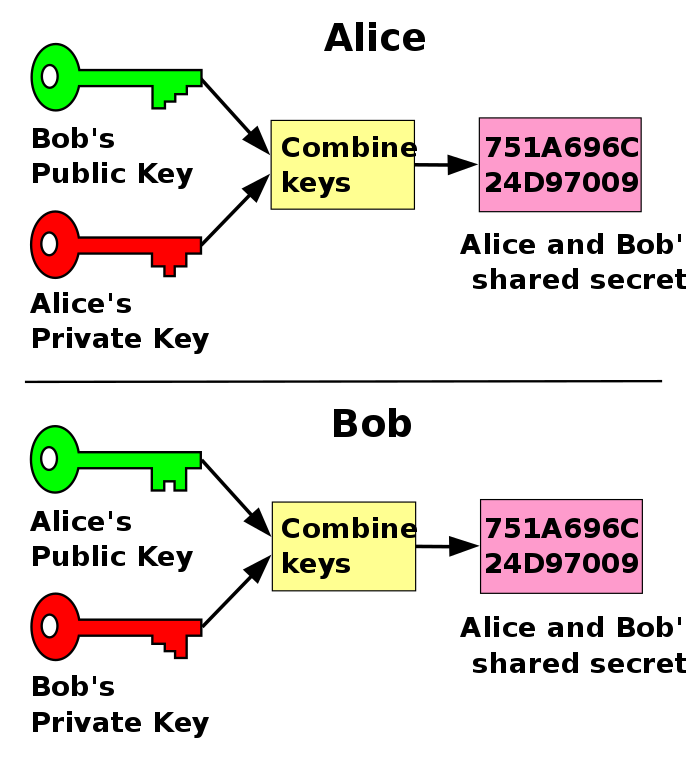 Alice
Bob's
Public Key
Combine
keys
751A696C
24D97009
Alice's
Private Key
Alice and Bob'
shared secret
Bob
Alice's
Public Key
Combine
keys
751A696C
24D97009
Bob's
Private Key
Alice and Bob'
shared secret